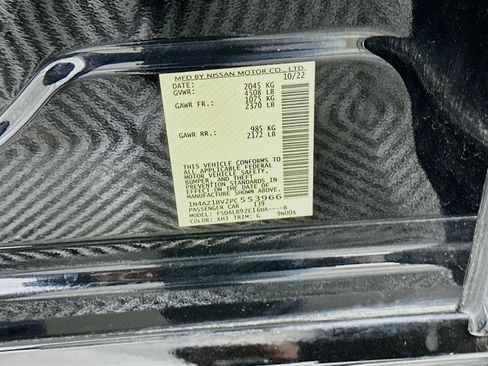 MFD BY NISSAN MOTOR CO., LTD.
DATE: 10/22
GVWR: 2045 KG
4508 LB
GAWR FR.: 1075 KG
2370 LB
GAWR RR.: 985 KG
2172 LB
THIS VEHICLE CONFORMS TO
ALL APPLICABLE FEDERAL
MOTOR VEHICLE SAFETY,
BUMPER, AND THEFT
PREVENTION STANDARDS IN
EFFECT ON THE DATE OF
MANUFACTURE SHOWN ABOVE.
1N4AZ1BV2PC553966
PASSENGER CAR 139
MODEL: FSDALB9ZE160A----B
COLOR: KH3 TRIM: G 9N00A